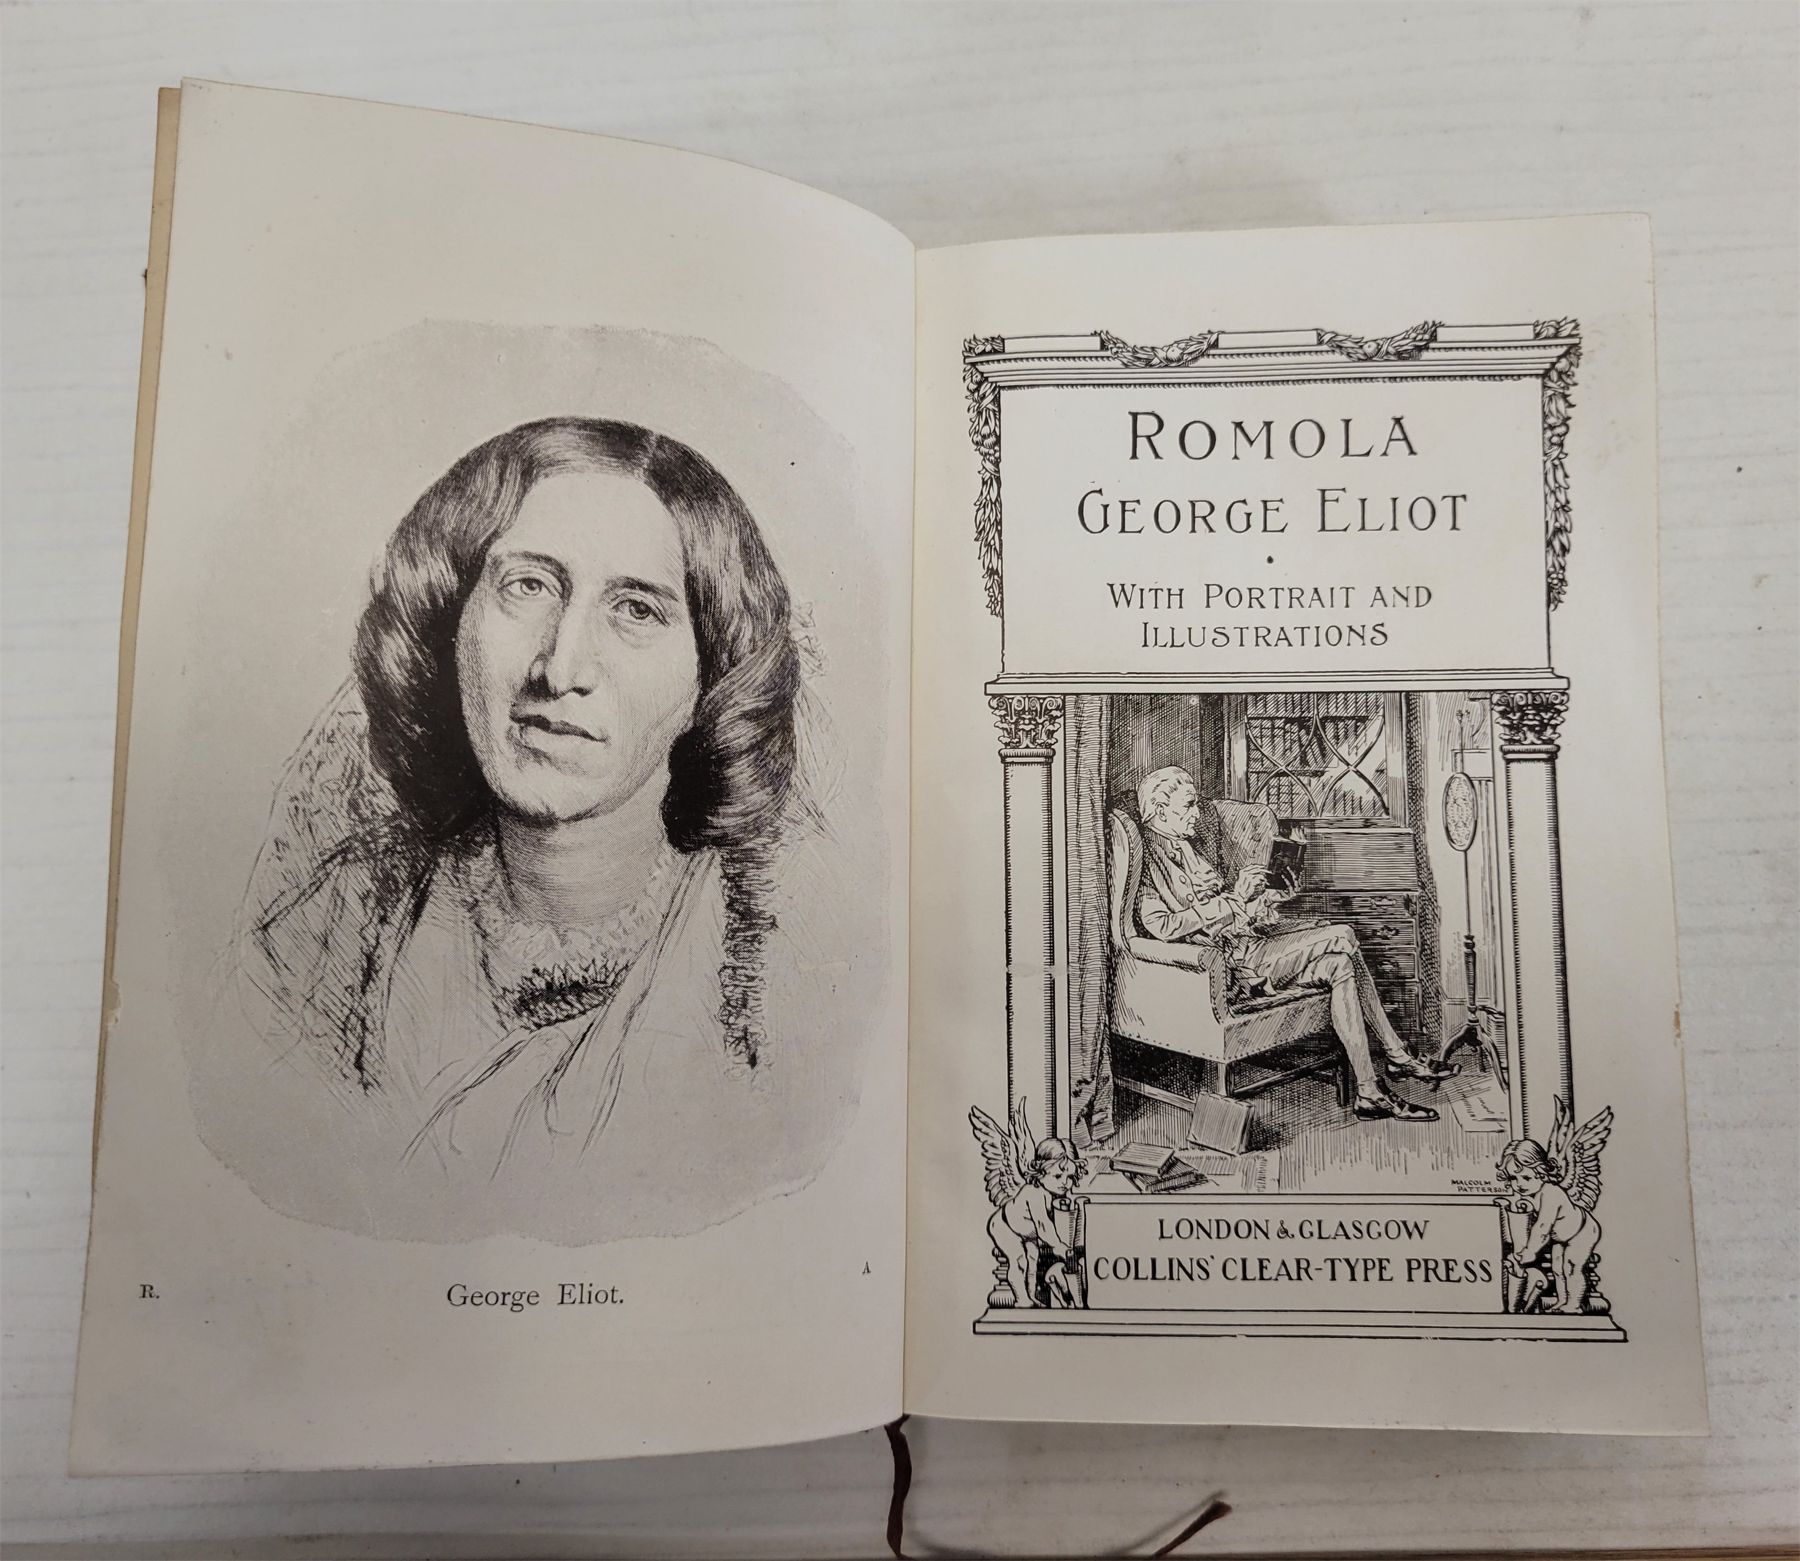 R.
A
George Eliot.
ROMOLA
GEORGE ELIOT
WITH PORTRAIT AND
ILLUSTRATIONS
MALCOLM
PATTERSON
LONDON & GLASGOW
COLLINS' CLEAR-TYPE PRESS